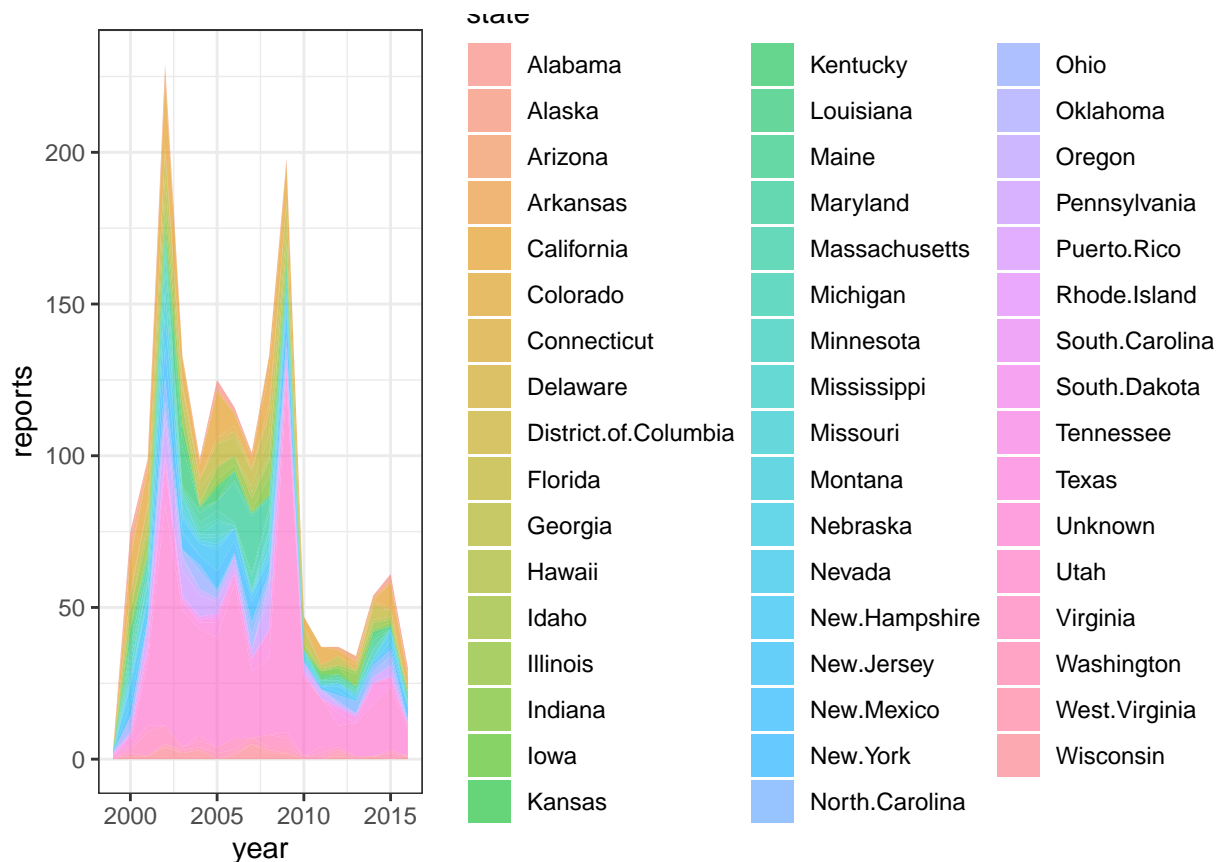 state
Alabama
Alaska
Arizona
Arkansas
California
Colorado
Connecticut
Delaware
District.of.Columbia
Florida
Georgia
Hawaii
Idaho
Illinois
Indiana
Iowa
Kansas
Kentucky
Louisiana
Maine
Maryland
Massachusetts
Michigan
Minnesota
Mississippi
Missouri
Montana
Nebraska
Nevada
New.Hampshire
New.Jersey
New.Mexico
New.York
North.Carolina
Ohio
Oklahoma
Oregon
Pennsylvania
Puerto.Rico
Rhode.Island
South.Carolina
South.Dakota
Tennessee
Texas
Unknown
Utah
Virginia
Washington
West.Virginia
Wisconsin
reports
200
150
100
50
0
2000 2005 2010 2015
year